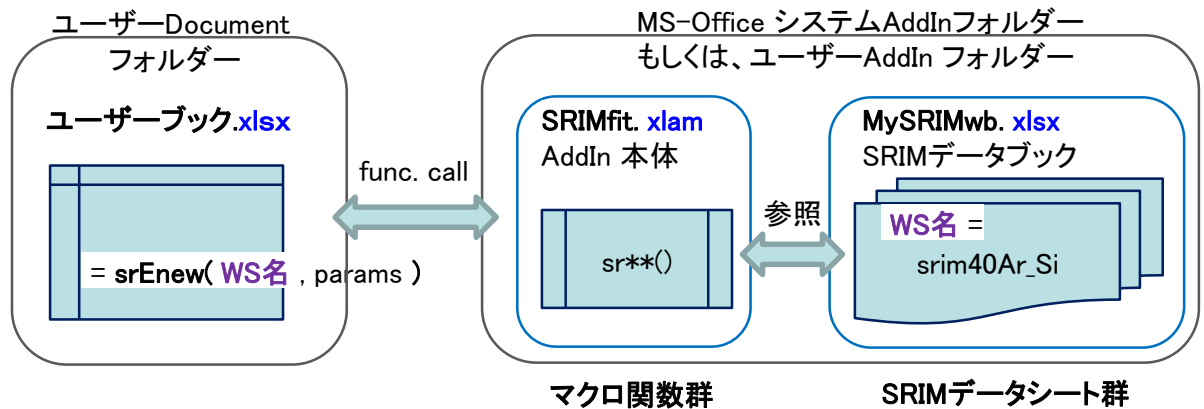 ユーザーDocument
フォルダー
ユーザーブック.xlsx
= srEnew( WS名 , params )
func. call
MS-Office システムAddInフォルダー
もしくは、ユーザーAddIn フォルダー
SRIMfit. xlam
AddIn 本体
sr**()
マクロ関数群
参照
MySRIMwb. xlsx
SRIMデータブック
WS名 =
srim40Ar_Si
SRIMデータシート群